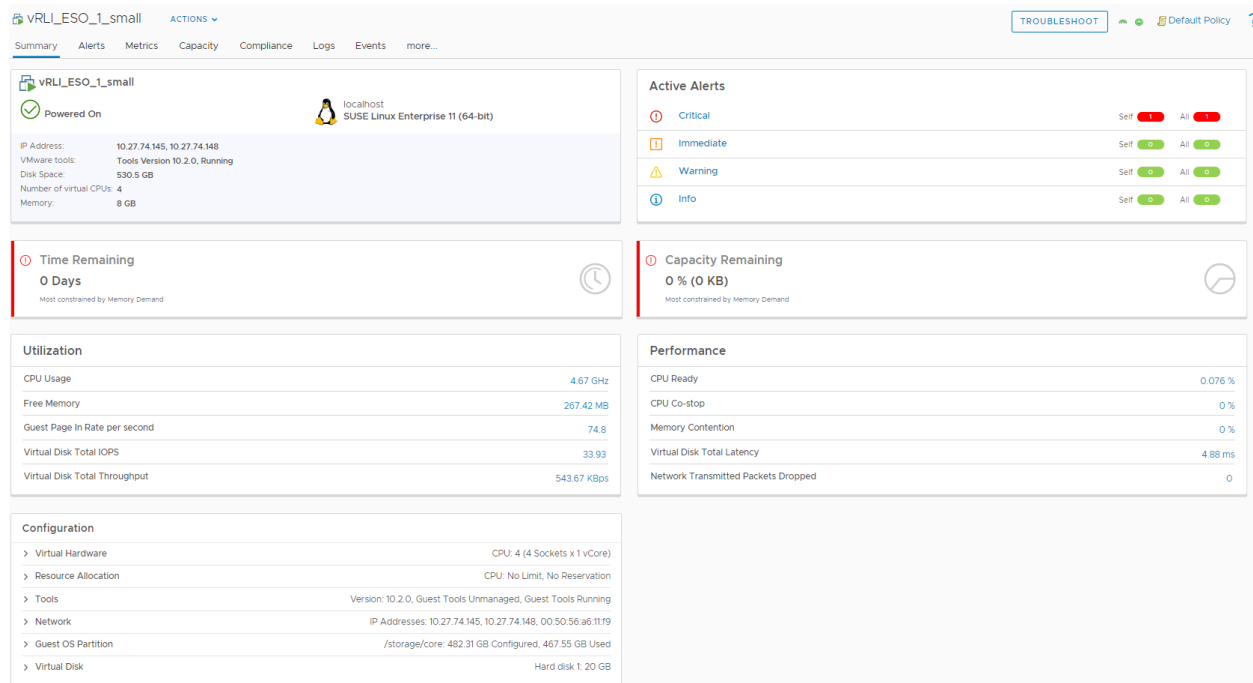 vRLI_ESO_1_small ACTIONS TROUBLESHOOT Default Policy
Summary Alerts Metrics Capacity Compliance Logs Events more...
vRLI_ESO_1_small
Powered On
localhost
SUSE Linux Enterprise 11 (64-bit)
IP Address: 10.27.74.145, 10.27.74.148
VMware tools: Tools Version 10.2.0, Running
Disk Space: 530.5 GB
Number of virtual CPUs: 4
Memory: 8 GB
Active Alerts
Critical Self 1 All 1
Immediate Self 0 All 0
Warning Self 0 All 0
Info Self 0 All 0
Time Remaining
0 Days
Most constrained by Memory Demand
Capacity Remaining
0 % (0 KB)
Most constrained by Memory Demand
Utilization
CPU Usage 4.67 GHz
Free Memory 267.42 MB
Guest Page In Rate per second 74.8
Virtual Disk Total IOPS 33.93
Virtual Disk Total Throughput 543.67 KBps
Performance
CPU Ready 0.076 %
CPU Co-stop 0 %
Memory Contention 0 %
Virtual Disk Total Latency 4.88 ms
Network Transmitted Packets Dropped 0
Configuration
Virtual Hardware CPU: 4 (4 Sockets x 1 vCore)
Resource Allocation CPU: No Limit, No Reservation
Tools Version: 10.2.0, Guest Tools Unmanaged, Guest Tools Running
Network IP Addresses: 10.27.74.145, 10.27.74.148, 00:50:56:a6:11:f9
Guest OS Partition /storage/core: 482.31 GB Configured, 467.55 GB Used
Virtual Disk Hard disk 1: 20 GB